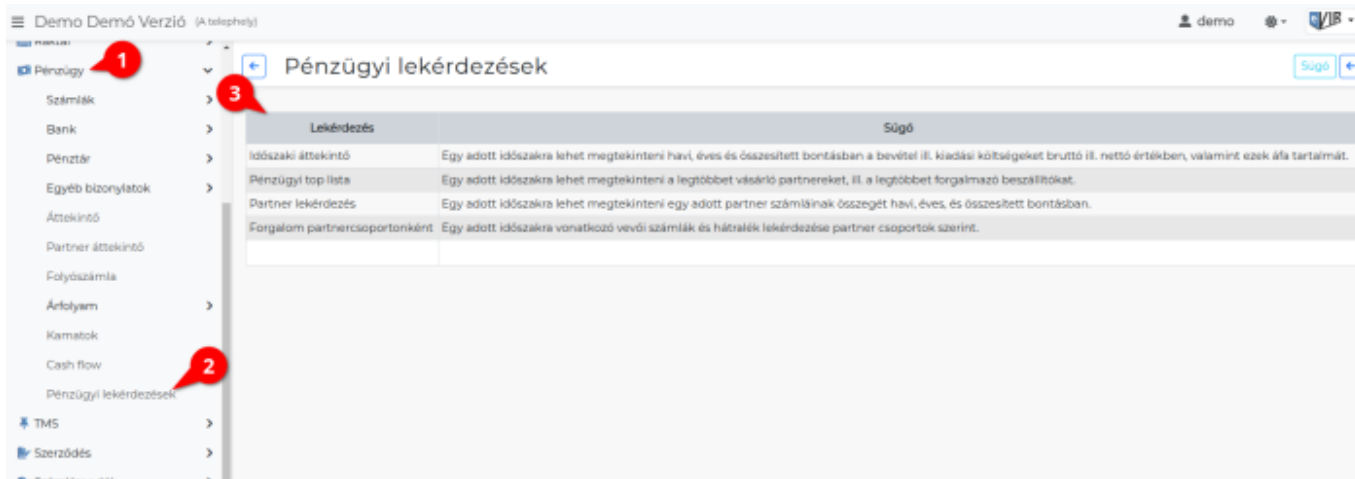 Demo Demó Verzió (A telephely)
demo
VIR
Raktár
Pénzügy
1
Számlák
Bank
Pénztár
Egyéb bizonylatok
Áttekintő
Partner áttekintő
Folyószámla
Árfolyam
Kamatok
Cash flow
2
Pénzügyi lekérdezések
TMS
Szerződés
Pénzügyi lekérdezések
Súgó
3
Lekérdezés Súgó
Időszaki áttekintő Egy adott időszakra lehet megtekinteni havi, éves és összesített bontásban a bevétel ill. kiadási költségeket bruttó ill. nettó értékben, valamint ezek áfa tartalmát.
Pénzügyi top lista Egy adott időszakra lehet megtekinteni a legtöbbet vásárló partnereket, ill. a legtöbbet forgalmazó beszállítókat.
Partner lekérdezés Egy adott időszakra lehet megtekinteni egy adott partner számláinak összegét havi, éves, és összesített bontásban.
Forgalom partnercsoportonként Egy adott időszakra vonatkozó vevői számlák és hátralék lekérdezése partner csoportok szerint.